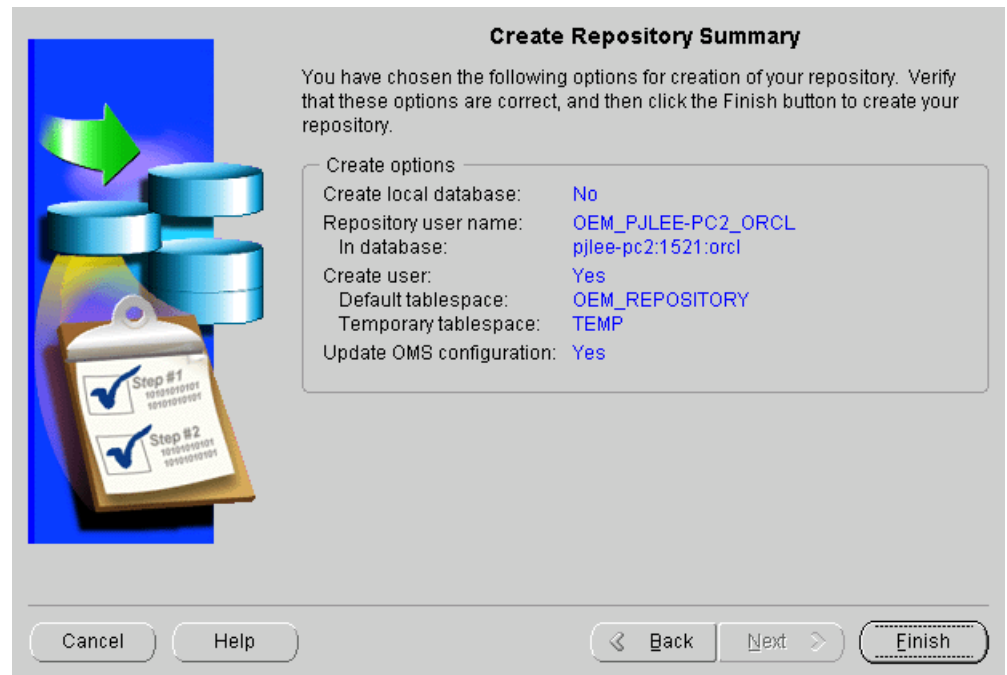 Create Repository Summary
You have chosen the following options for creation of your repository. Verify
that these options are correct, and then click the Finish button to create your
repository.
Create options
Create local database: No
Repository user name: OEM_PJLEE-PC2_ORCL
In database: pjlee-pc2:1521:orcl
Create user: Yes
Default tablespace: OEM_REPOSITORY
Temporary tablespace: TEMP
Update OMS configuration: Yes
Step #1
10101010101
10101010101
Step #2
10101010101
10101010101
Cancel Help Back Next Finish